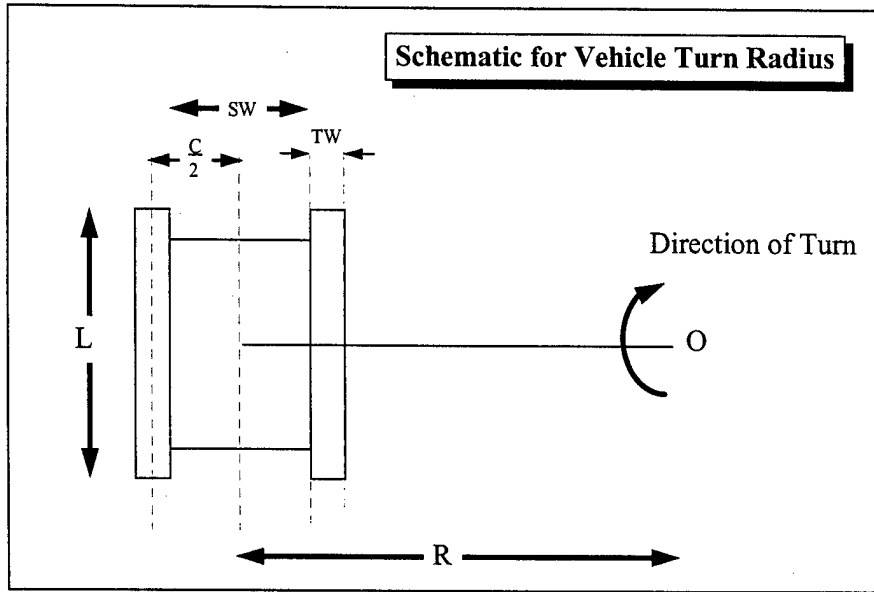 Schematic for Vehicle Turn Radius
SW
TW
C
2
Direction of Turn
L
O
R